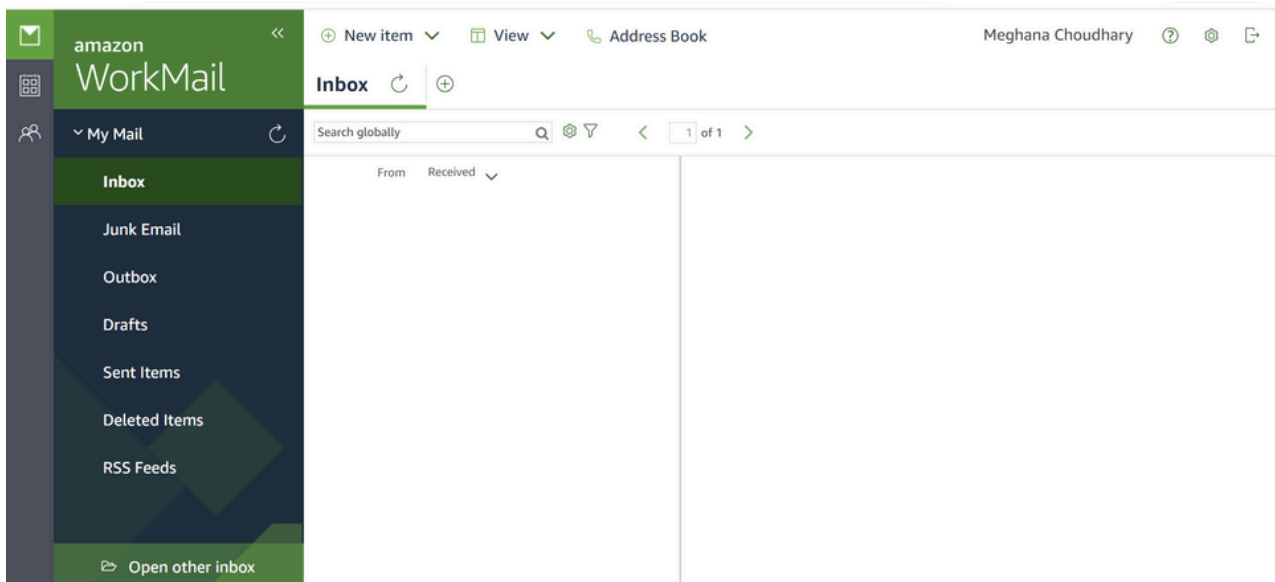 amazon
WorkMail
New item
View
Address Book
Meghana Choudhary
Inbox
My Mail
Search globally
1 of 1
Inbox
From Received
Junk Email
Outbox
Drafts
Sent Items
Deleted Items
RSS Feeds
Open other inbox